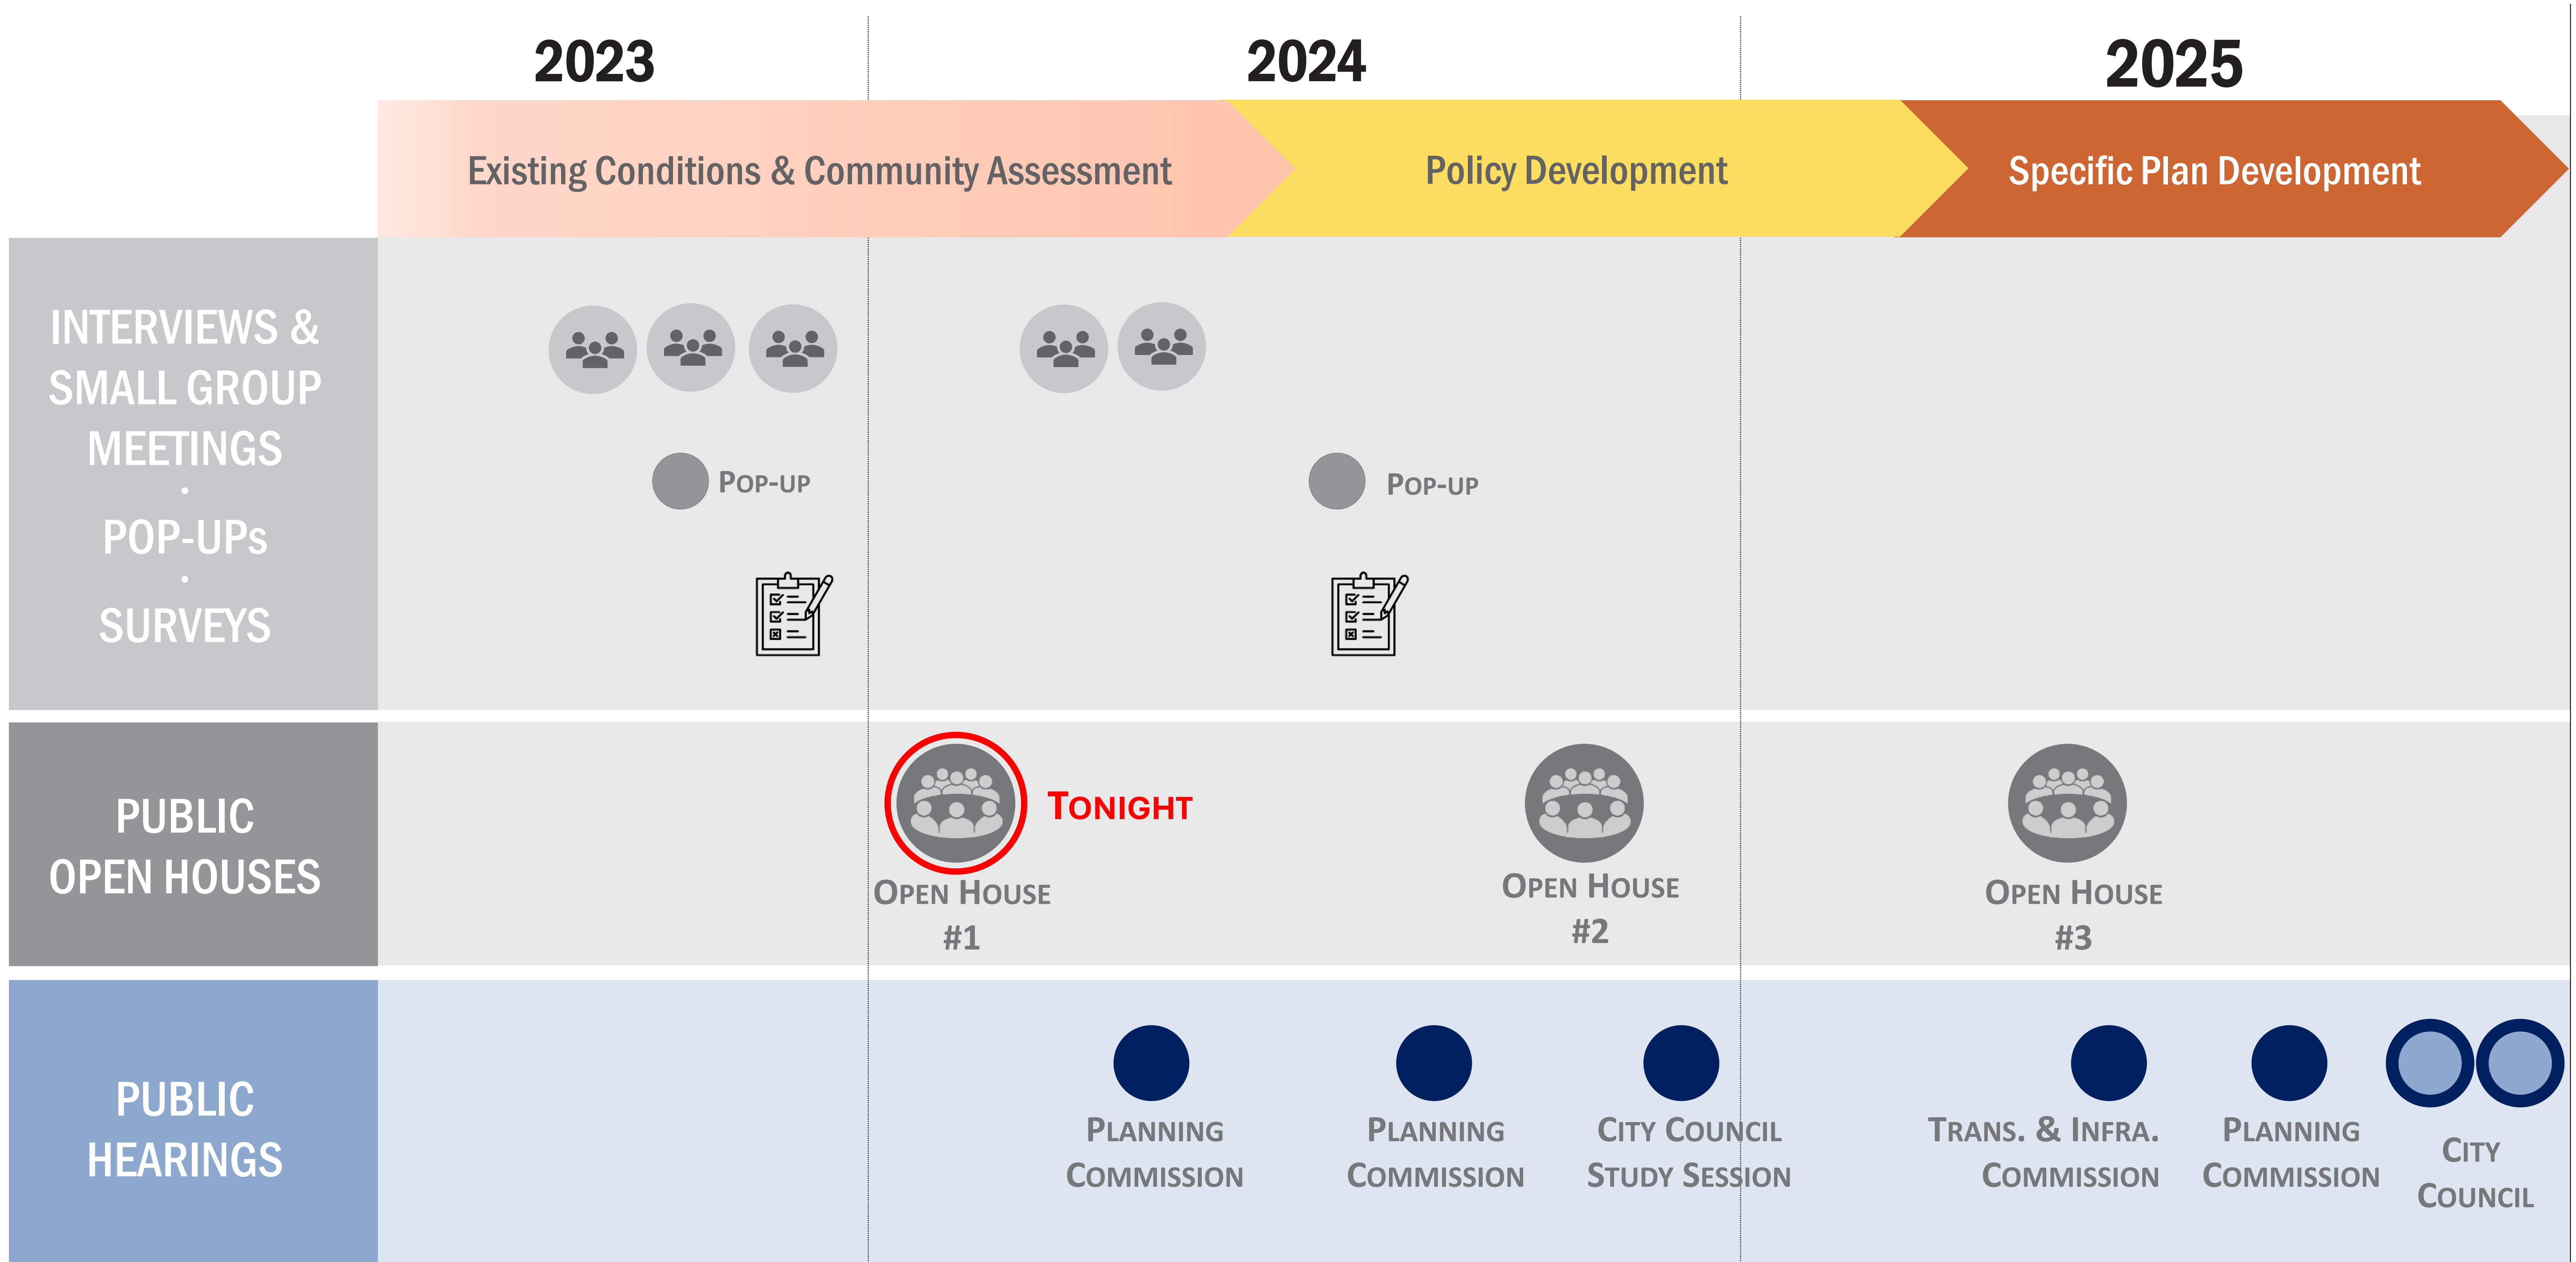 2023
2024
2025
Existing Conditions & Community Assessment
Policy Development
Specific Plan Development
INTERVIEWS &
SMALL GROUP
MEETINGS
·
POP-UPs
·
SURVEYS
POP-UP
POP-UP
PUBLIC
OPEN HOUSES
TONIGHT
OPEN HOUSE
#1
OPEN HOUSE
#2
OPEN HOUSE
#3
PUBLIC
HEARINGS
PLANNING
COMMISSION
PLANNING
COMMISSION
CITY COUNCIL
STUDY SESSION
TRANS. & INFRA.
COMMISSION
PLANNING
COMMISSION
CITY
COUNCIL